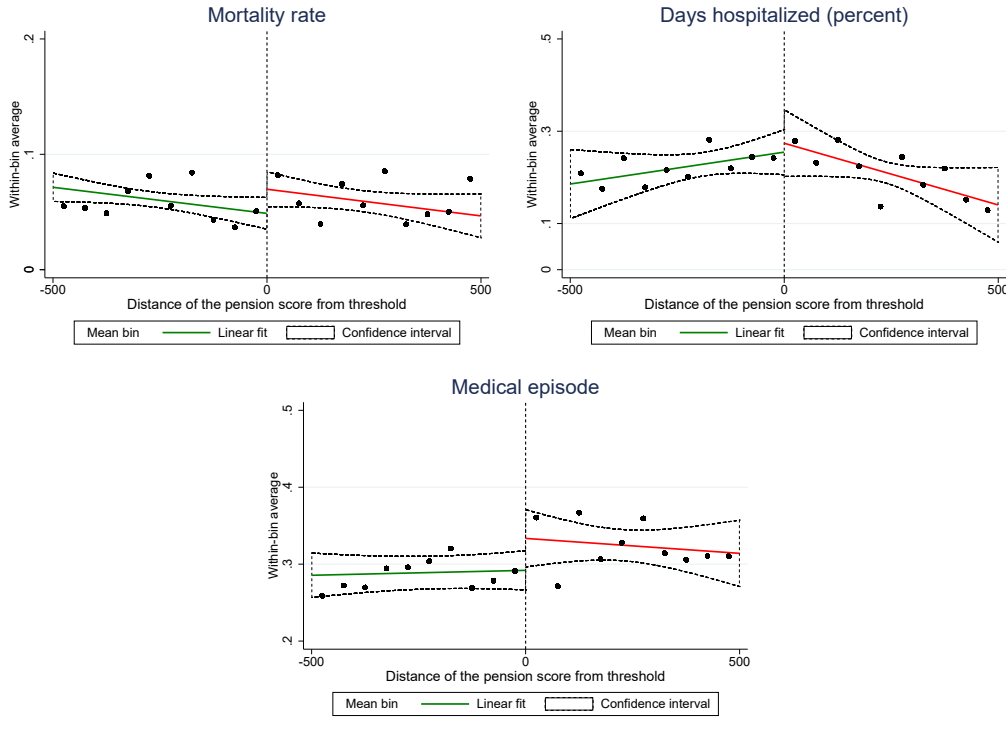 Mortality rate
Within-bin average
.2
.1
0
-500
0
500
Distance of the pension score from threshold
Mean bin
Linear fit
Confidence interval
Days hospitalized (percent)
Within-bin average
.5
.3
.1
0
-500
0
500
Distance of the pension score from threshold
Mean bin
Linear fit
Confidence interval
Medical episode
Within-bin average
.5
.4
.3
.2
-500
0
500
Distance of the pension score from threshold
Mean bin
Linear fit
Confidence interval